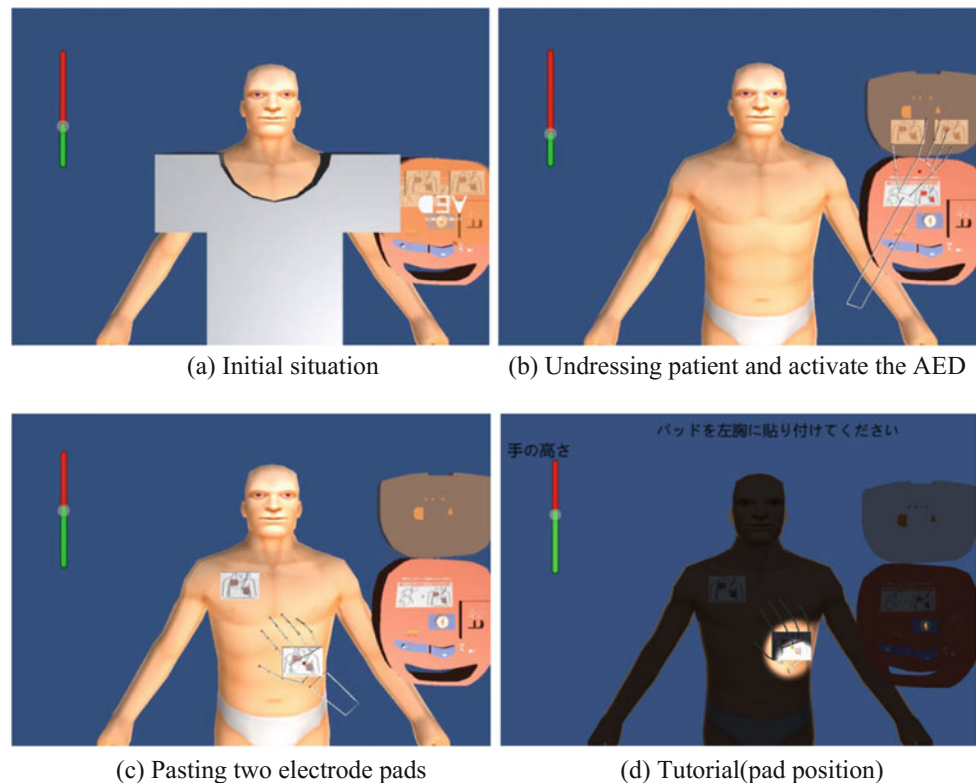 AED
(a) Initial situation
(b) Undressing patient and activate the AED
パッドを左胸に貼り付けてください
手の高さ
(c) Pasting two electrode pads
(d) Tutorial(pad position)